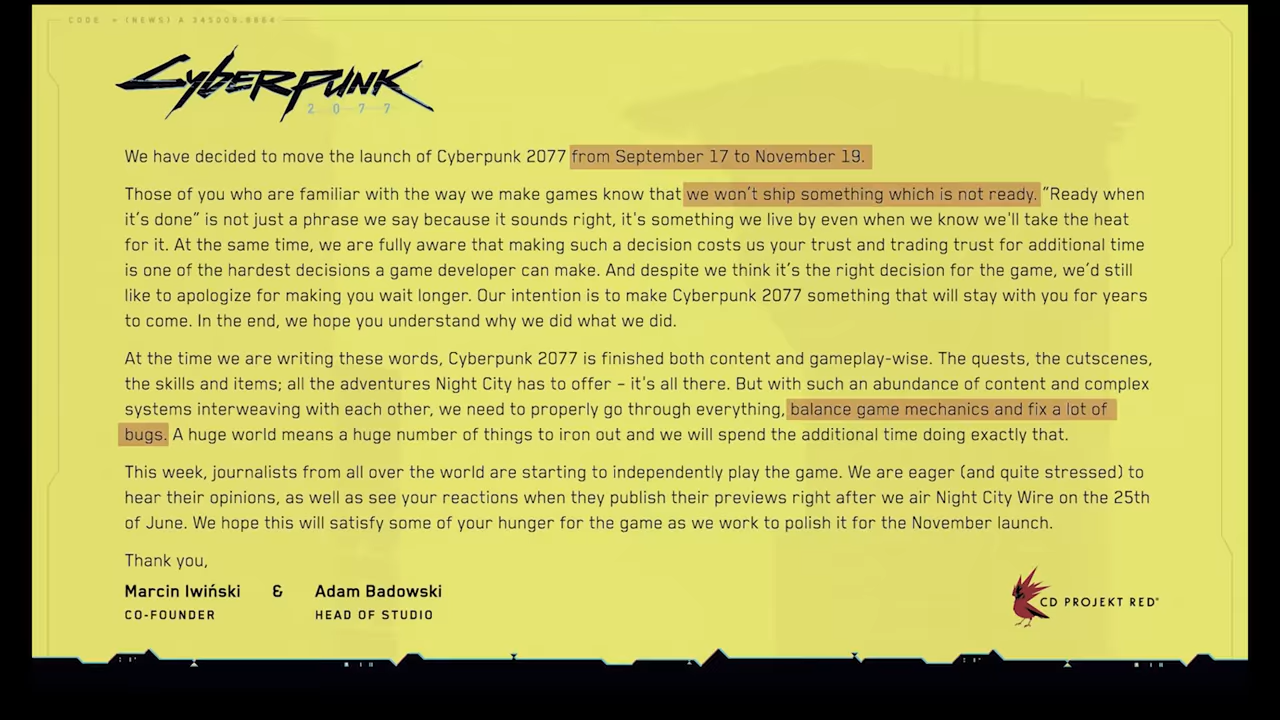 CODE > (NEWS) A 345009.8864
CYBERPUNK
2077
We have decided to move the launch of Cyberpunk 2077 from September 17 to November 19.
Those of you who are familiar with the way we make games know that we won't ship something which is not ready. "Ready when
it's done" is not just a phrase we say because it sounds right, it's something we live by even when we know we'll take the heat
for it. At the same time, we are fully aware that making such a decision costs us your trust and trading trust for additional time
is one of the hardest decisions a game developer can make. And despite we think it's the right decision for the game, we'd still
like to apologize for making you wait longer. Our intention is to make Cyberpunk 2077 something that will stay with you for years
to come. In the end, we hope you understand why we did what we did.
At the time we are writing these words, Cyberpunk 2077 is finished both content and gameplay-wise. The quests, the cutscenes,
the skills and items; all the adventures Night City has to offer – it's all there. But with such an abundance of content and complex
systems interweaving with each other, we need to properly go through everything, balance game mechanics and fix a lot of
bugs. A huge world means a huge number of things to iron out and we will spend the additional time doing exactly that.
This week, journalists from all over the world are starting to independently play the game. We are eager (and quite stressed) to
hear their opinions, as well as see your reactions when they publish their previews right after we air Night City Wire on the 25th
of June. We hope this will satisfy some of your hunger for the game as we work to polish it for the November launch.
Thank you,
Marcin Iwiński & Adam Badowski
CO-FOUNDER HEAD OF STUDIO
CD PROJEKT RED®